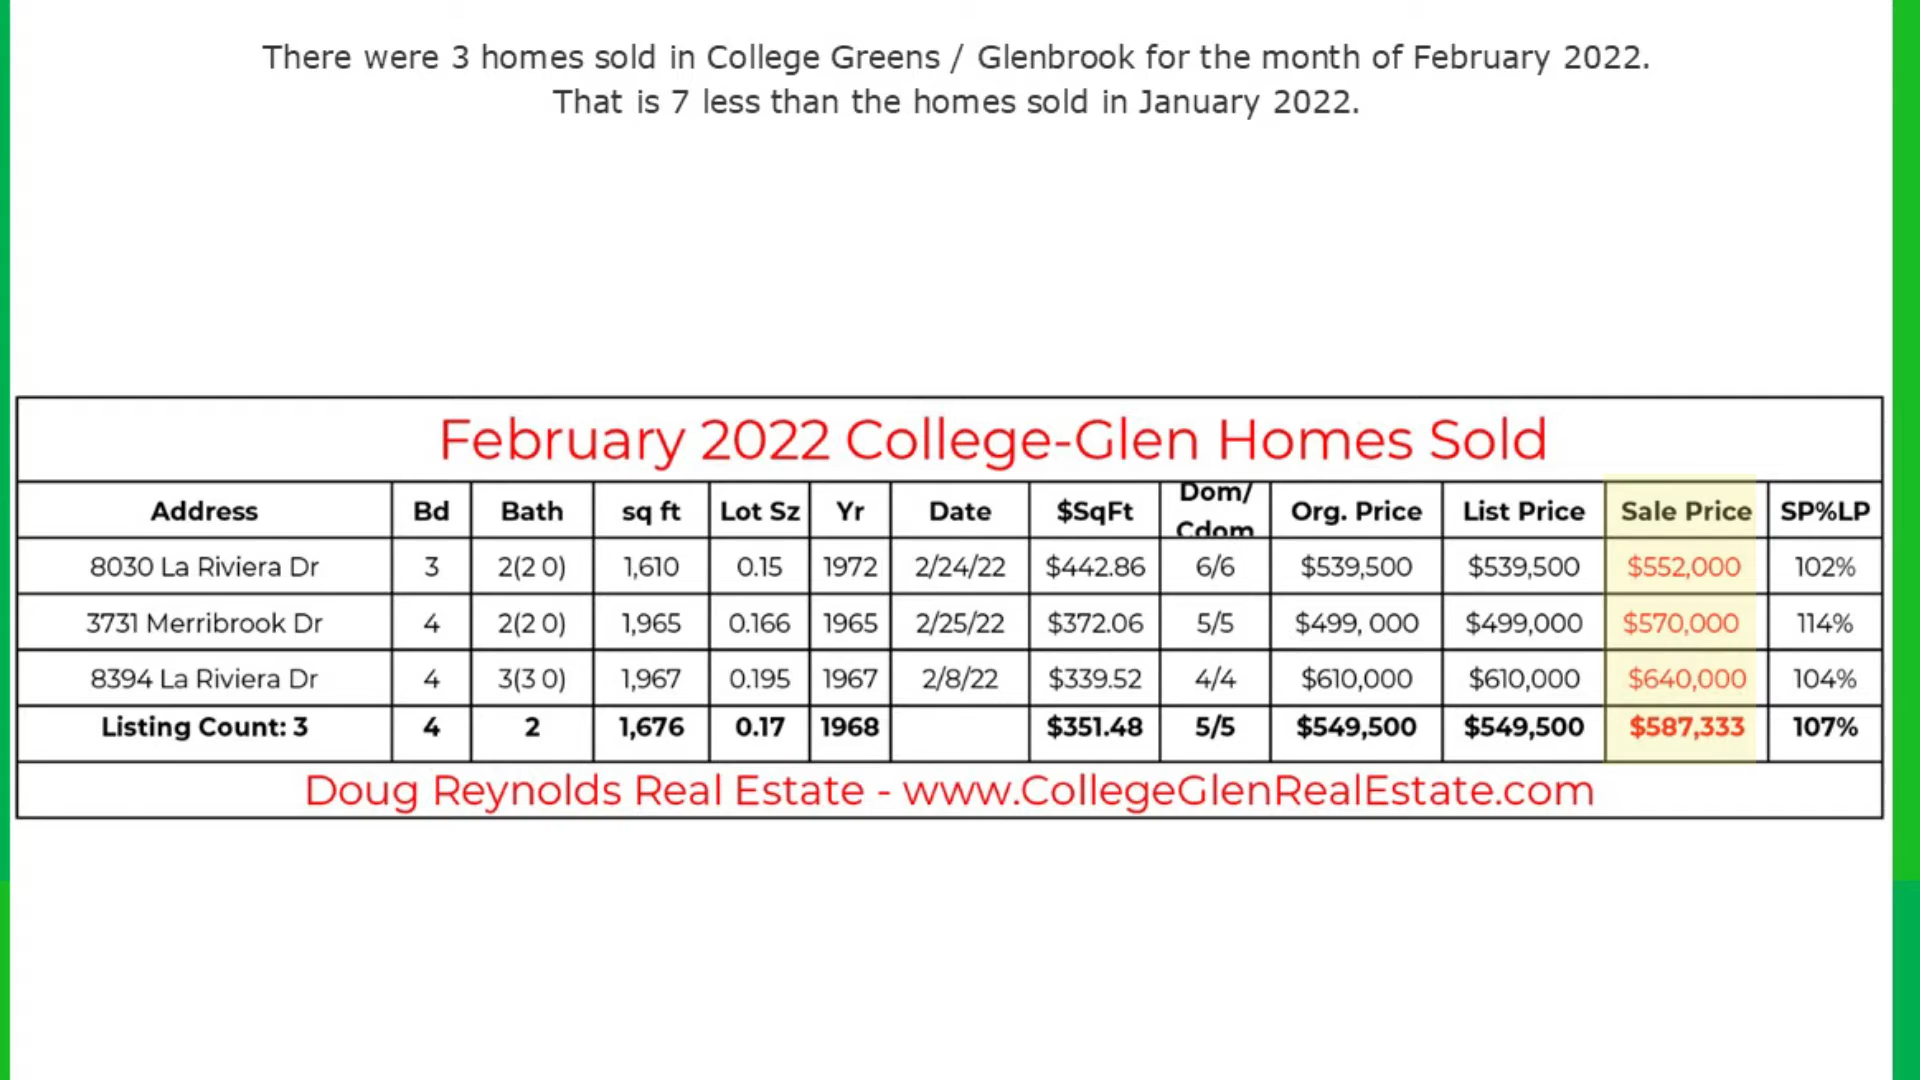 There were 3 homes sold in College Greens / Glenbrook for the month of February 2022.
That is 7 less than the homes sold in January 2022.
February 2022 College-Glen Homes Sold
Address Bd Bath sq ft Lot Sz Yr Date $SqFt Dom/ Cdom Org. Price List Price Sale Price SP%LP
8030 La Riviera Dr 3 2(2 0) 1,610 0.15 1972 2/24/22 $442.86 6/6 $539,500 $539,500 $552,000 102%
3731 Merribrook Dr 4 2(2 0) 1,965 0.166 1965 2/25/22 $372.06 5/5 $499, 000 $499,000 $570,000 114%
8394 La Riviera Dr 4 3(3 0) 1,967 0.195 1967 2/8/22 $339.52 4/4 $610,000 $610,000 $640,000 104%
Listing Count: 3 4 2 1,676 0.17 1968 $351.48 5/5 $549,500 $549,500 $587,333 107%
Doug Reynolds Real Estate - www.CollegeGlenRealEstate.com